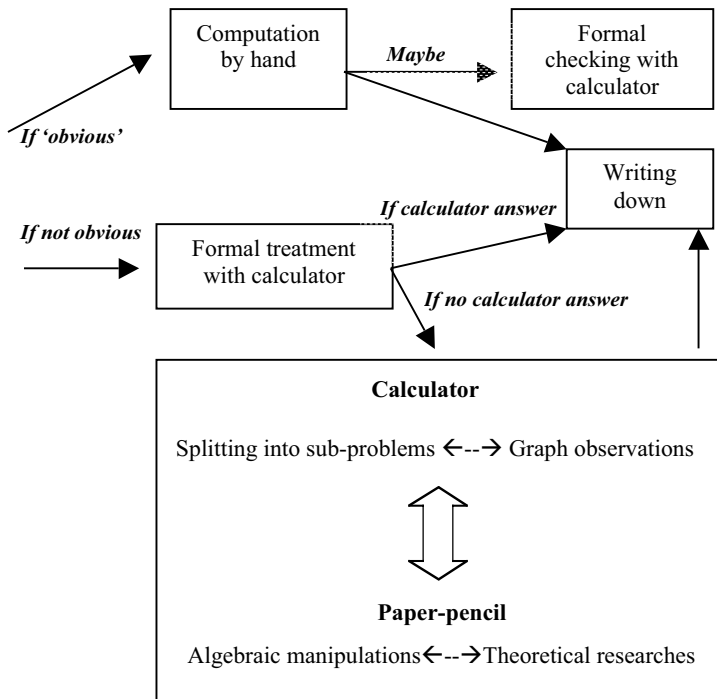 Computation
by hand
Maybe
Formal
checking with
calculator
If ‘obvious’
Writing
down
If calculator answer
If not obvious
Formal treatment
with calculator
If no calculator answer
Calculator
Splitting into sub-problems ←--→ Graph observations
Paper-pencil
Algebraic manipulations←--→Theoretical researches